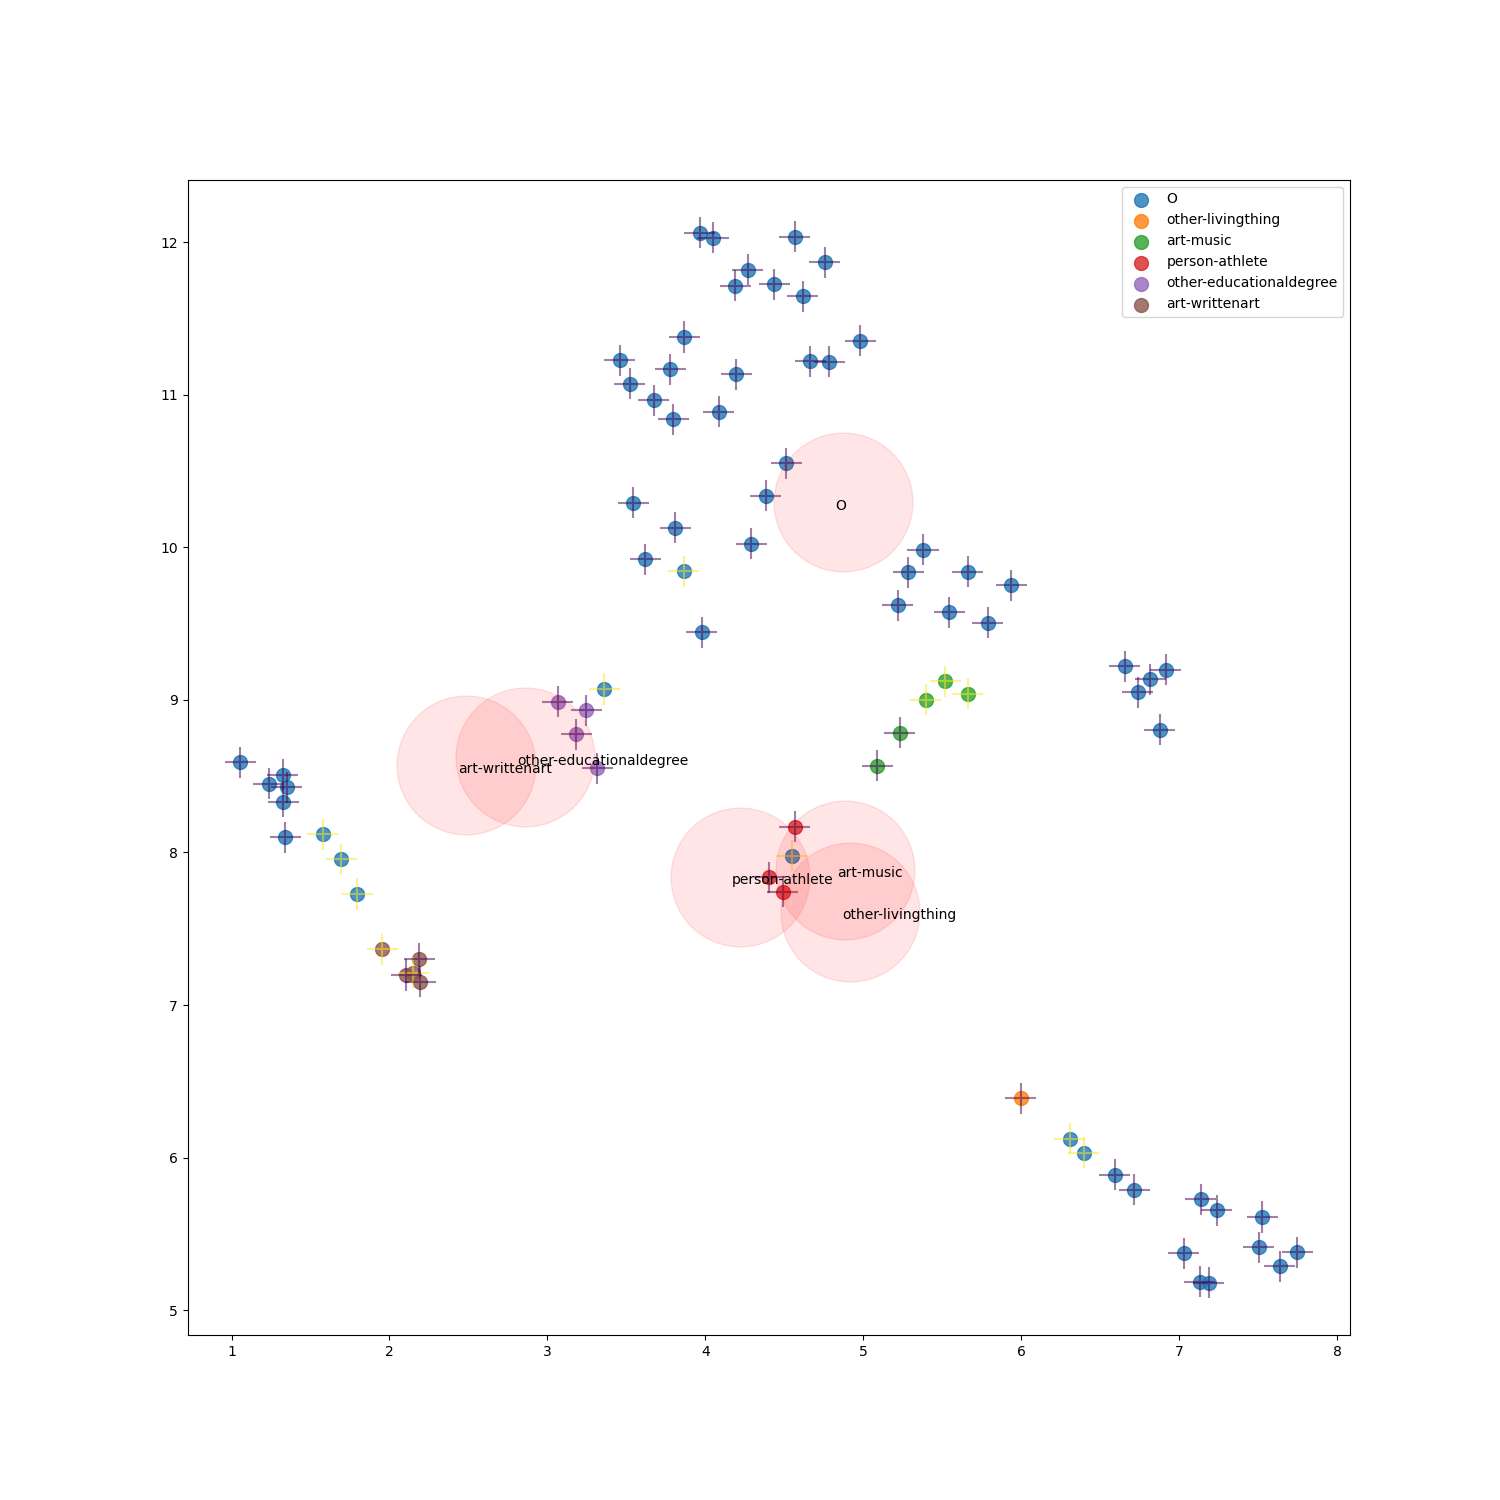 O
other-livingthing
art-music
person-athlete
other-educationaldegree
art-writtenart
12
11
10
9
8
7
6
5
O
other-educationaldegree
art-writtenart
art-music
person-athlete
other-livingthing
1 2 3 4 5 6 7 8